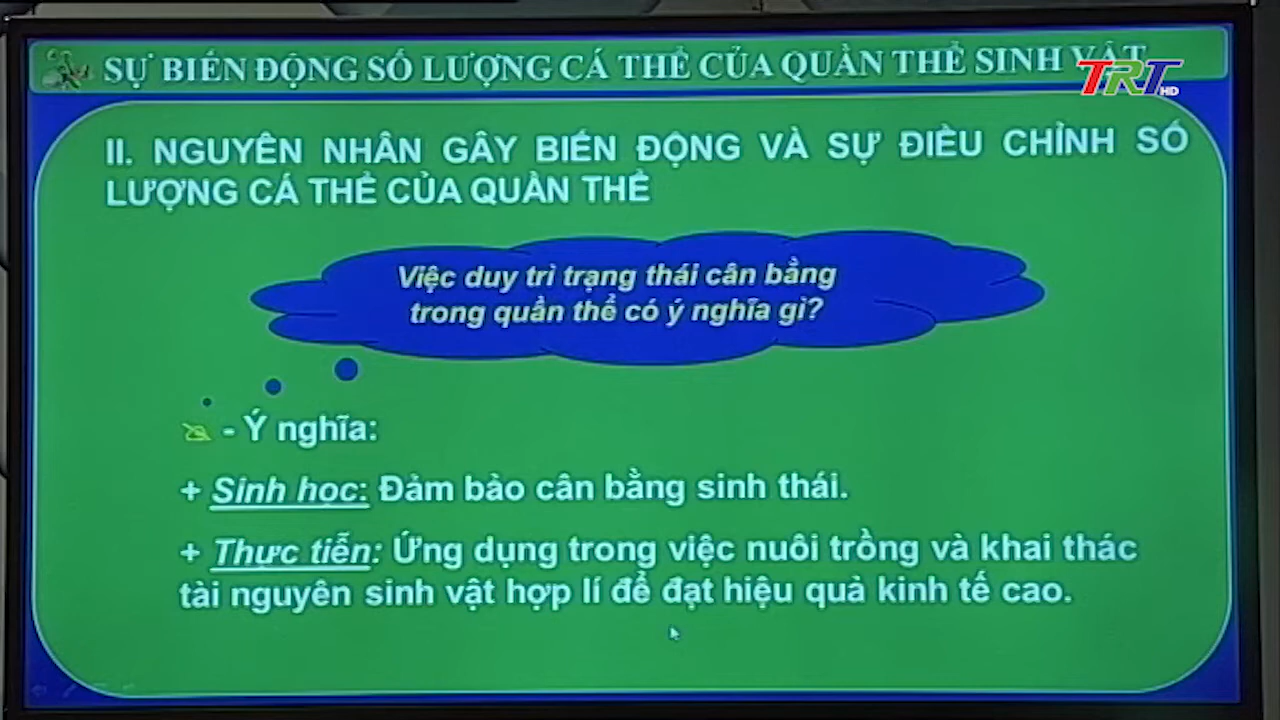 SỰ BIẾN ĐỘNG SỐ LƯỢNG CÁ THỂ CỦA QUẦN THỂ SINH VẬT
TRT HD
II. NGUYÊN NHÂN GÂY BIẾN ĐỘNG VÀ SỰ ĐIỀU CHỈNH SỐ
LƯỢNG CÁ THỂ CỦA QUẦN THỂ
Việc duy trì trạng thái cân bằng
trong quần thể có ý nghĩa gì?
- Ý nghĩa:
+ Sinh học: Đảm bảo cân bằng sinh thái.
+ Thực tiễn: Ứng dụng trong việc nuôi trồng và khai thác
tài nguyên sinh vật hợp lí để đạt hiệu quả kinh tế cao.